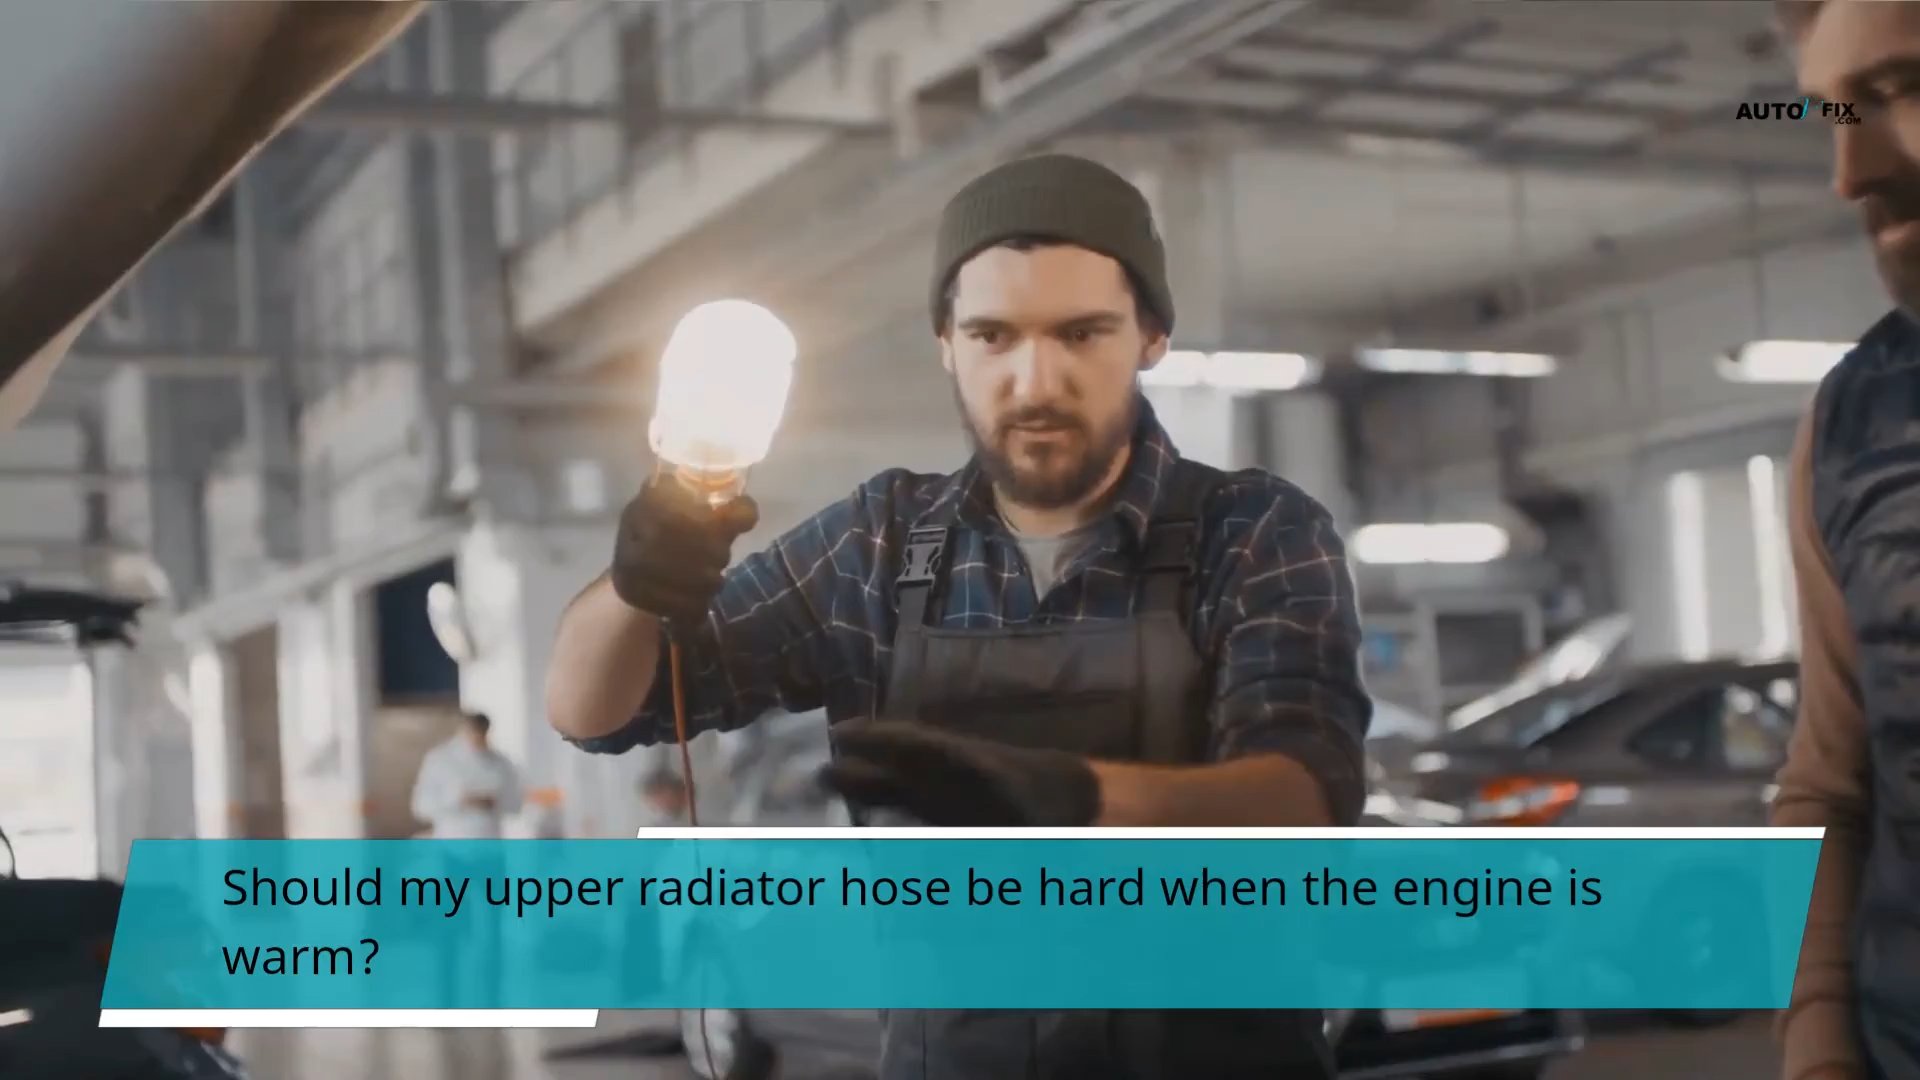 AUTO FIX
.COM
Should my upper radiator hose be hard when the engine is
warm?